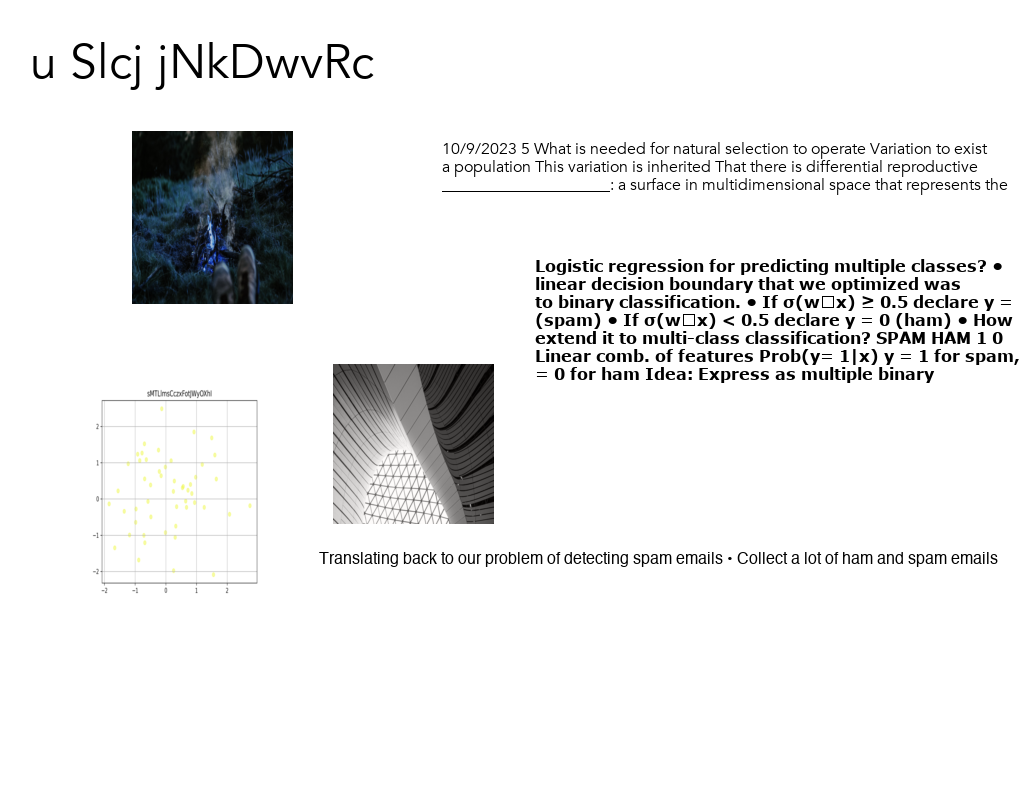 u Slcj jNkDwvRc
10/9/2023 5 What is needed for natural selection to operate Variation to exist
a population This variation is inherited That there is differential reproductive
____________________: a surface in multidimensional space that represents the
Logistic regression for predicting multiple classes? •
linear decision boundary that we optimized was
to binary classification. • If σ(w□x) ≥ 0.5 declare y =
(spam) • If σ(w□x) < 0.5 declare y = 0 (ham) • How
extend it to multi-class classification? SPAM HAM 1 0
Linear comb. of features Prob(y= 1|x) y = 1 for spam,
= 0 for ham Idea: Express as multiple binary
2
1
0
−1
−2
−2 −1 0 1 2
Translating back to our problem of detecting spam emails • Collect a lot of ham and spam emails